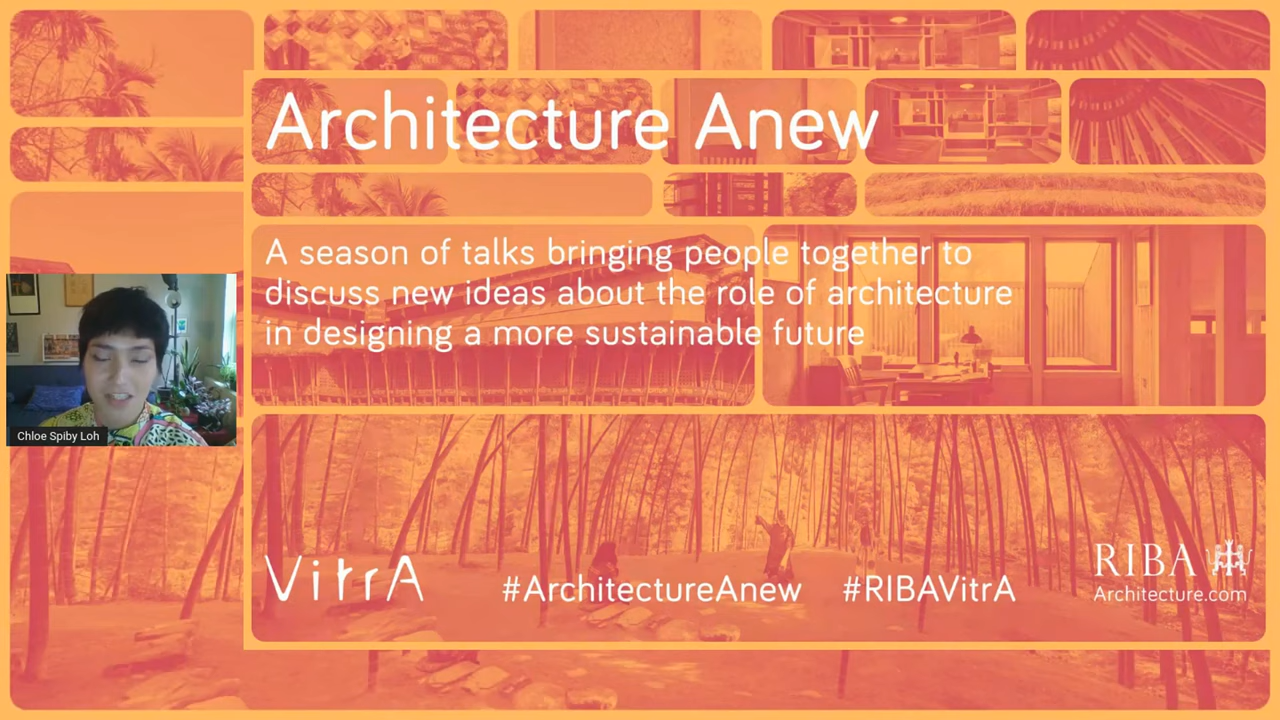 Architecture Anew
A season of talks bringing people together to
discuss new ideas about the role of architecture
in designing a more sustainable future
Chloe Spiby Loh
VitrA
#ArchitectureAnew #RIBAVitrA
RIBA
Architecture.com